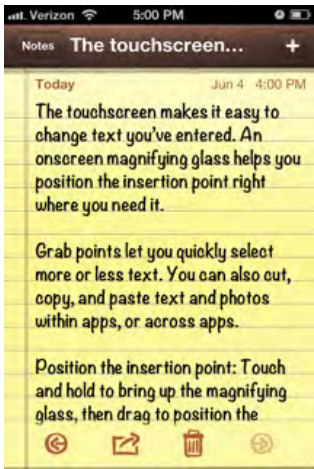 Verizon 5:00 PM
Notes The touchscreen... +
Today Jun 4 4:00 PM
The touchscreen makes it easy to
change text you've entered. An
onscreen magnifying glass helps you
position the insertion point right
where you need it.
Grab points let you quickly select
more or less text. You can also cut,
copy, and paste text and photos
within apps, or across apps.
Position the insertion point: Touch
and hold to bring up the magnifying
glass, then drag to position the